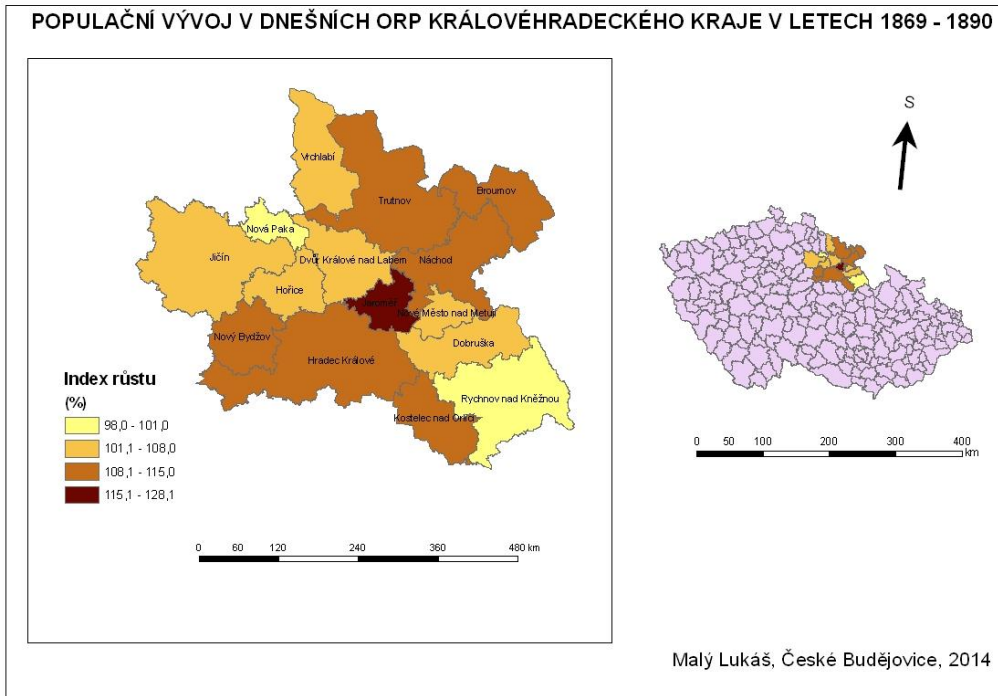 POPULAČNÍ VÝVOJ V DNEŠNÍCH ORP KRÁLOVÉHRADECKÉHO KRAJE V LETECH 1869 - 1890
S
Vrchlabí
Trutnov
Broumov
Nová Paka
Jičín
Dvůr Králové nad Labem
Náchod
Hořice
Jaroměř
Nové Město nad Metují
Nový Bydžov
Hradec Králové
Dobruška
Rychnov nad Kněžnou
Kostelec nad Orlicí
Index růstu
(%)
98,0 - 101,0
101,1 - 108,0
108,1 - 115,0
115,1 - 128,1
0 60 120 240 360 480 km
0 50 100 200 300 400
km
Malý Lukáš, České Budějovice, 2014